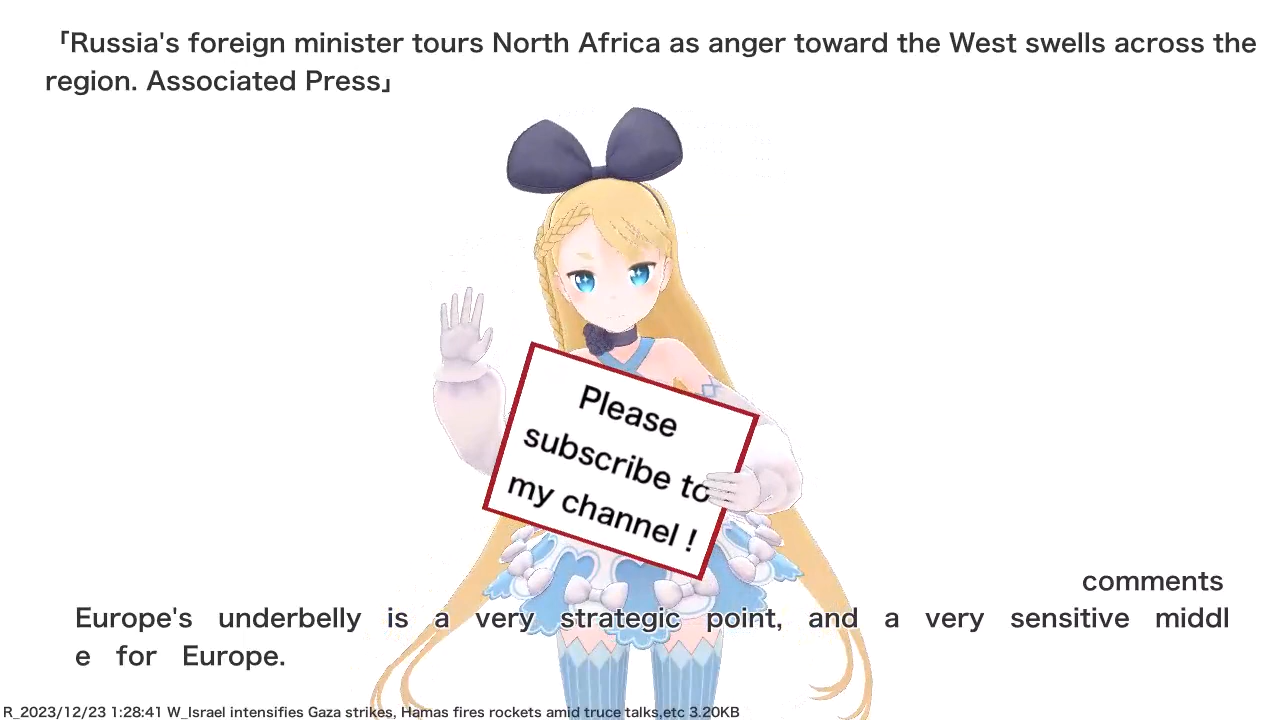 「Russia's foreign minister tours North Africa as anger toward the West swells across the
region. Associated Press」
Please
subscribe to
my channel !
comments
Europe's underbelly is a very strategic point, and a very sensitive middl
e for Europe.
R_2023/12/23 1:28:41 W_Israel intensifies Gaza strikes, Hamas fires rockets amid truce talks,etc 3.20KB